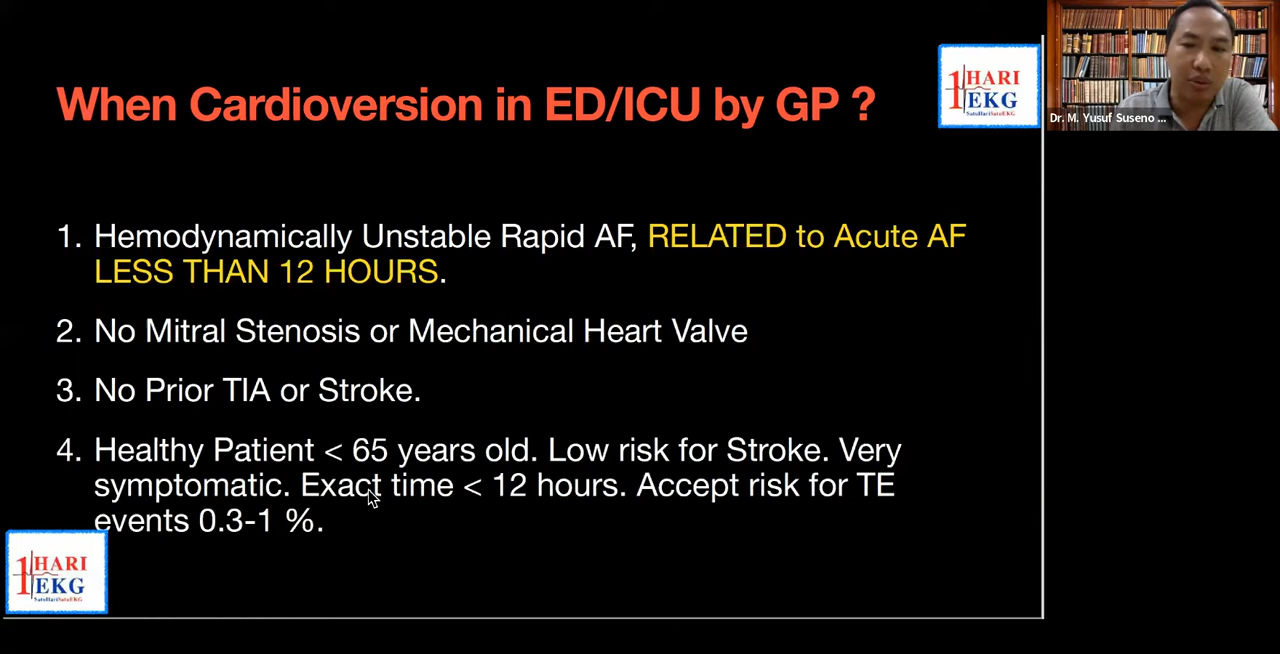 When Cardioversion in ED/ICU by GP ?
1 HARI
EKG
SatuHariSatuEKG
Dr. M. Yusuf Suseno ...
1. Hemodynamically Unstable Rapid AF, RELATED to Acute AF
LESS THAN 12 HOURS.
2. No Mitral Stenosis or Mechanical Heart Valve
3. No Prior TIA or Stroke.
4. Healthy Patient < 65 years old. Low risk for Stroke. Very
symptomatic. Exact time < 12 hours. Accept risk for TE
events 0.3-1 %.
1 HARI
EKG
SatuHariSatuEKG